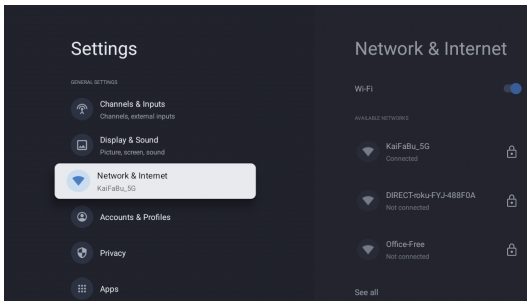 Settings
GENERAL SETTINGS
Channels & Inputs
Channels, external inputs
Display & Sound
Picture, screen, sound
Network & Internet
KaiFaBu_5G
Accounts & Profiles
Privacy
Apps
Network & Internet
Wi-Fi
AVAILABLE NETWORKS
KaiFaBu_5G
Connected
DIRECT-roku-FYJ-488F0A
Not connected
Office-Free
Not connected
See all